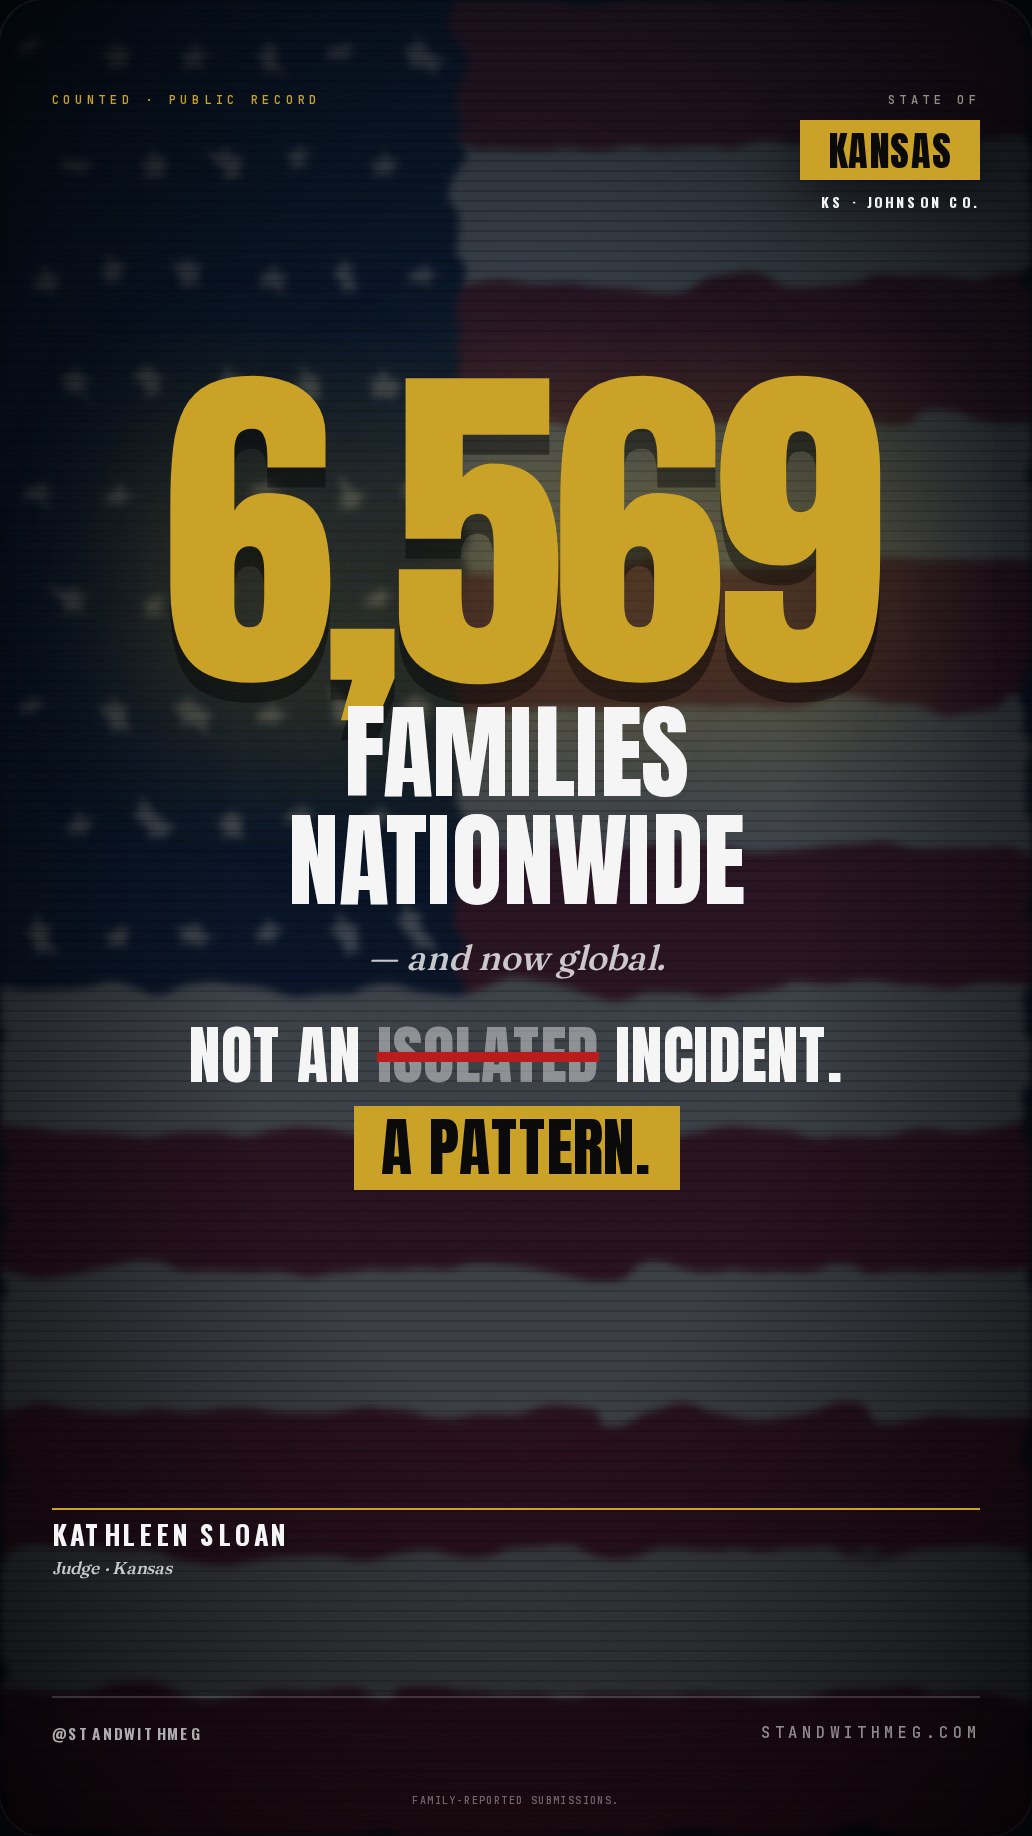 COUNTED · PUBLIC RECORD
STATE OF
KANSAS
KS · JOHNSON CO.
6,569
FAMILIES
NATIONWIDE
— and now global.
NOT AN ISOLATED INCIDENT.
A PATTERN.
KATHLEEN SLOAN
Judge · Kansas
@STANDWITHMEG
STANDWITHMEG.COM
FAMILY-REPORTED SUBMISSIONS.